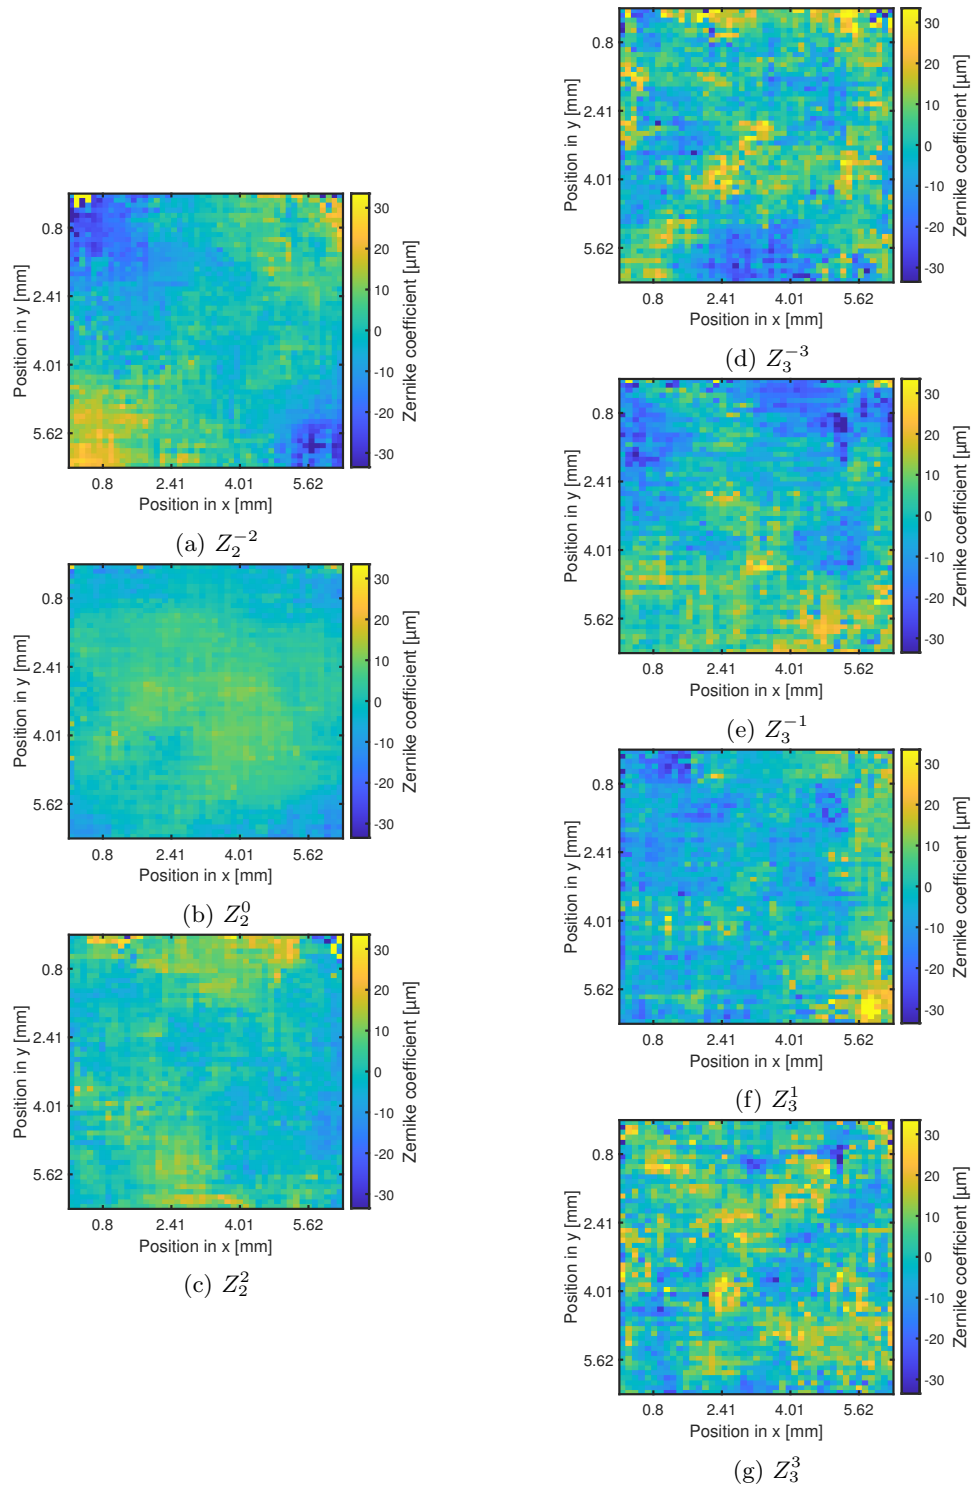 30
20
10
0
-10
-20
-30
Zernike coefficient [µm]
0.8
2.41
4.01
5.62
Position in y [mm]
0.8 2.41 4.01 5.62
Position in x [mm]
(a) Z_2^{-2}
30
20
10
0
-10
-20
-30
Zernike coefficient [µm]
0.8
2.41
4.01
5.62
Position in y [mm]
0.8 2.41 4.01 5.62
Position in x [mm]
(b) Z_2^0
30
20
10
0
-10
-20
-30
Zernike coefficient [µm]
0.8
2.41
4.01
5.62
Position in y [mm]
0.8 2.41 4.01 5.62
Position in x [mm]
(c) Z_2^2
30
20
10
0
-10
-20
-30
Zernike coefficient [µm]
0.8
2.41
4.01
5.62
Position in y [mm]
0.8 2.41 4.01 5.62
Position in x [mm]
(d) Z_3^{-3}
30
20
10
0
-10
-20
-30
Zernike coefficient [µm]
0.8
2.41
4.01
5.62
Position in y [mm]
0.8 2.41 4.01 5.62
Position in x [mm]
(e) Z_3^{-1}
30
20
10
0
-10
-20
-30
Zernike coefficient [µm]
0.8
2.41
4.01
5.62
Position in y [mm]
0.8 2.41 4.01 5.62
Position in x [mm]
(f) Z_3^1
30
20
10
0
-10
-20
-30
Zernike coefficient [µm]
0.8
2.41
4.01
5.62
Position in y [mm]
0.8 2.41 4.01 5.62
Position in x [mm]
(g) Z_3^3